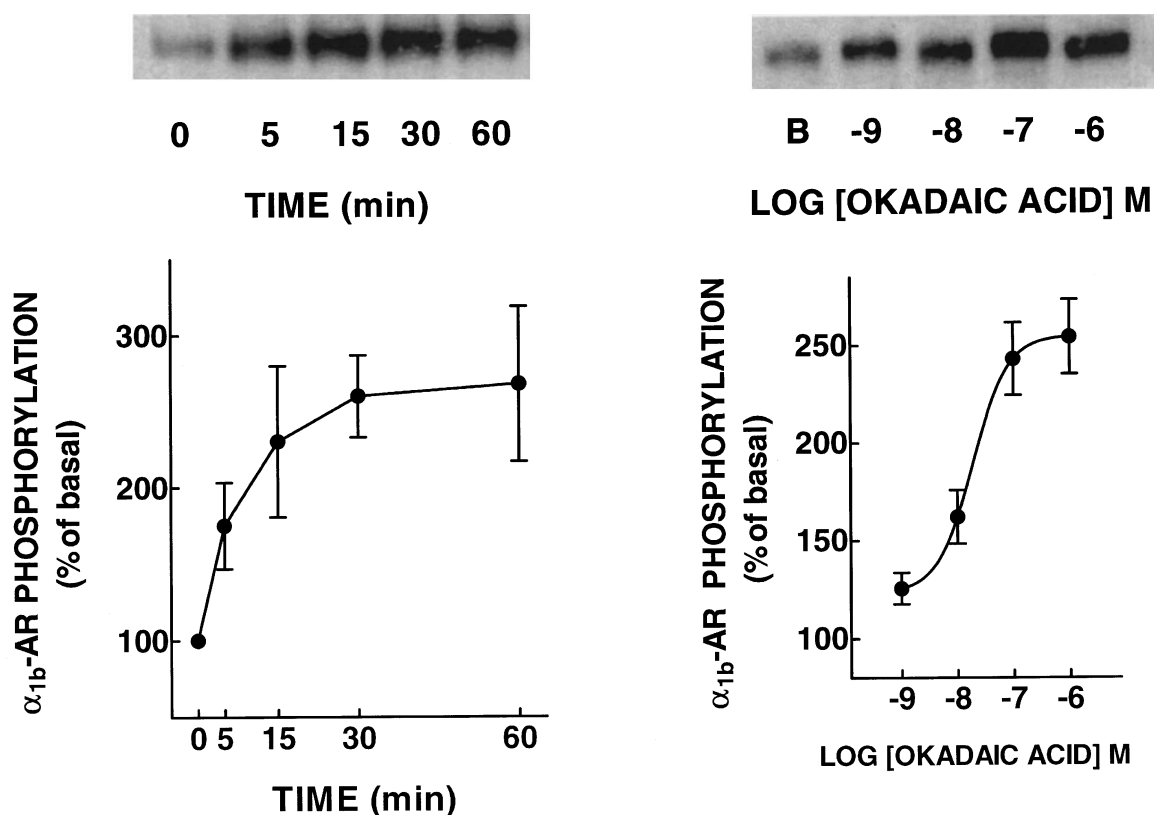 0 5 15 30 60
TIME (min)
B -9 -8 -7 -6
LOG [OKADAIC ACID] M
α1b-AR PHOSPHORYLATION
(% of basal)
300
200
100
0 5 15 30 60
TIME (min)
α1b-AR PHOSPHORYLATION
(% of basal)
250
200
150
100
-9 -8 -7 -6
LOG [OKADAIC ACID] M